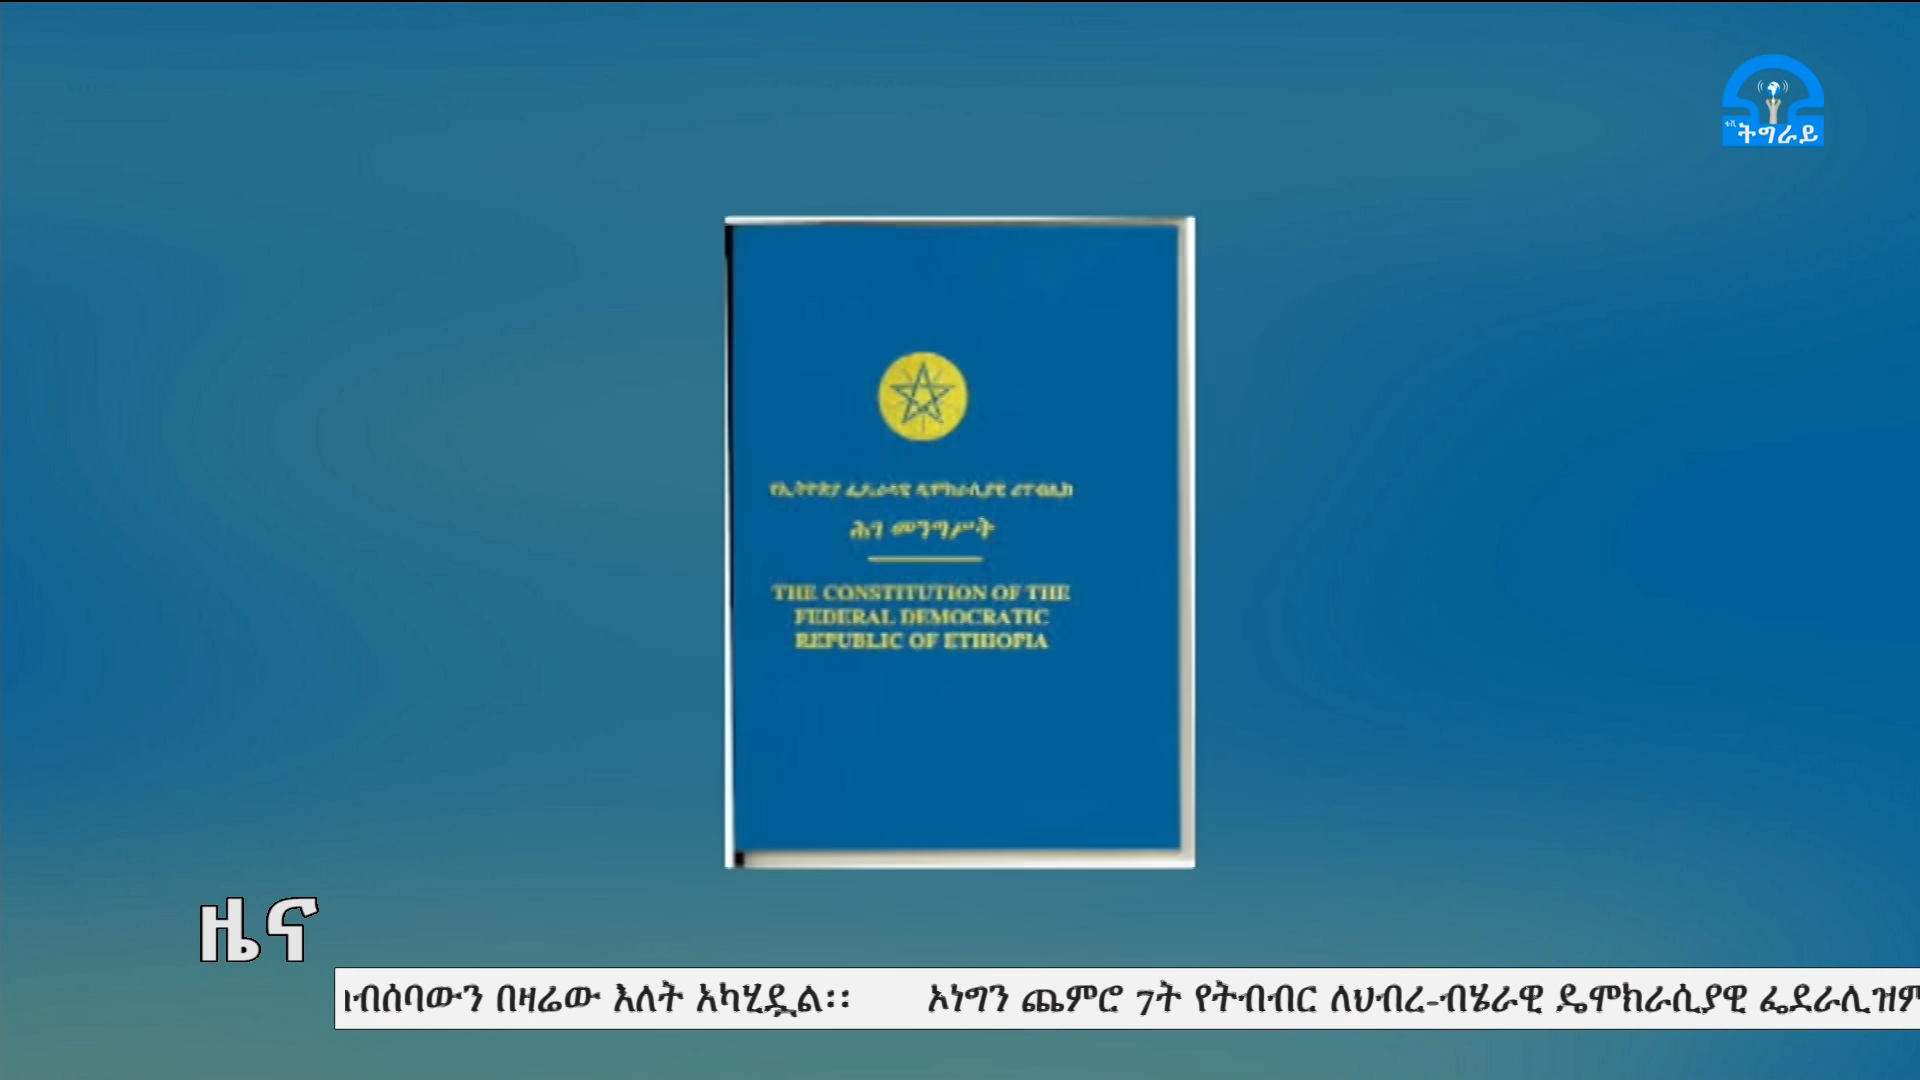 ቲቪ ትግራይ
የኢትዮጵያ ፌዴራላዊ ዲሞክራሲያዊ ሪፐብሊክ
ሕገ መንግሥት
THE CONSTITUTION OF THE
FEDERAL DEMOCRATIC
REPUBLIC OF ETHIOPIA
ዜና
በዛሬው እለት አካሂዷል፡፡ ኦነግን ጨምሮ 7ት የትብብር ለህብረ-ብሄራዊ ዴሞክራሲያዊ ፌደራሊዝም